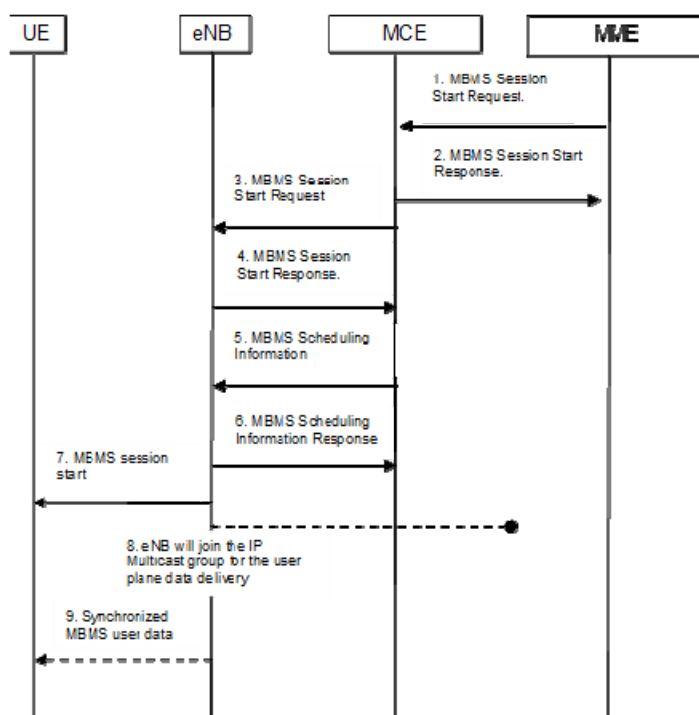 UE
eNB
MCE
MME
1. MBMS Session
Start Request.
2. MBMS Session Start
Response.
3. MBMS Session
Start Request
4. MBMS Session
Start Response.
5. MBMS Scheduling
Information
6. MBMS Scheduling
Information Response
7. MBMS session
start
8. eNB will join the IP
Multicast group for the user
plane data delivery
9. Synchronized
MBMS user data